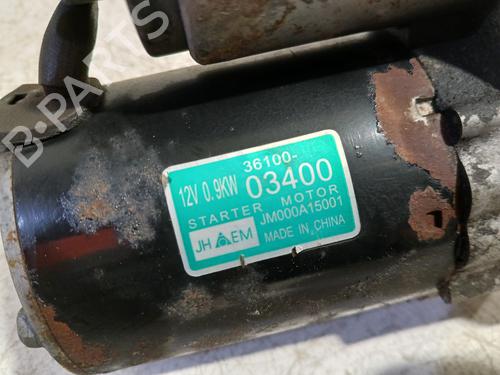 36100-
12V 0.9KW 03400
STARTER MOTOR
JH EM JM000A15001
MADE IN CHINA
B-PARTS